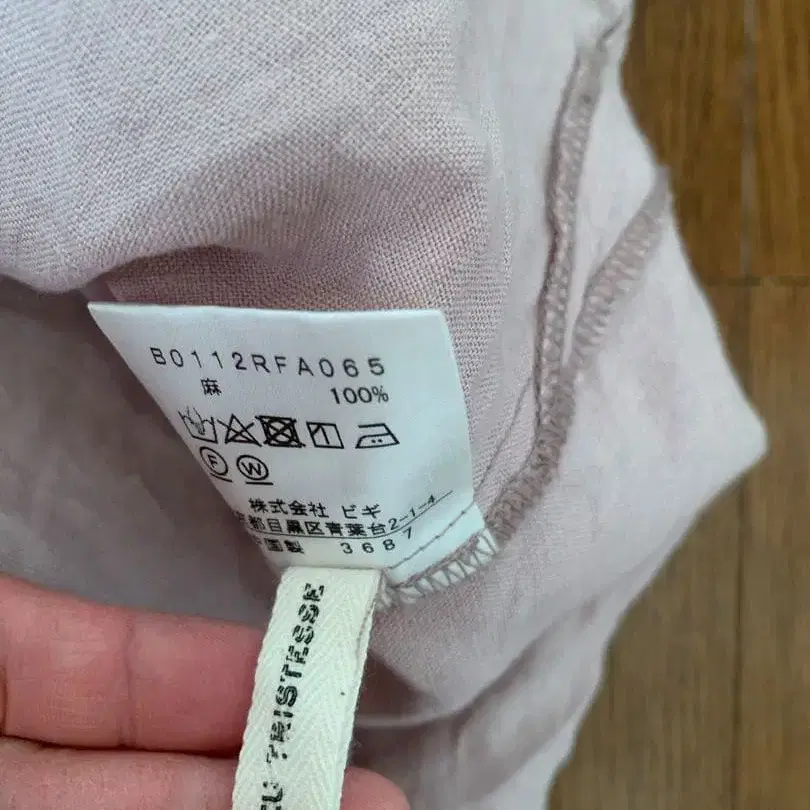 B0112RFA065
麻 100%
F W
株式会社 ビギ
都目黒区青葉台2-1-4
国製 3687
TRISTESSE